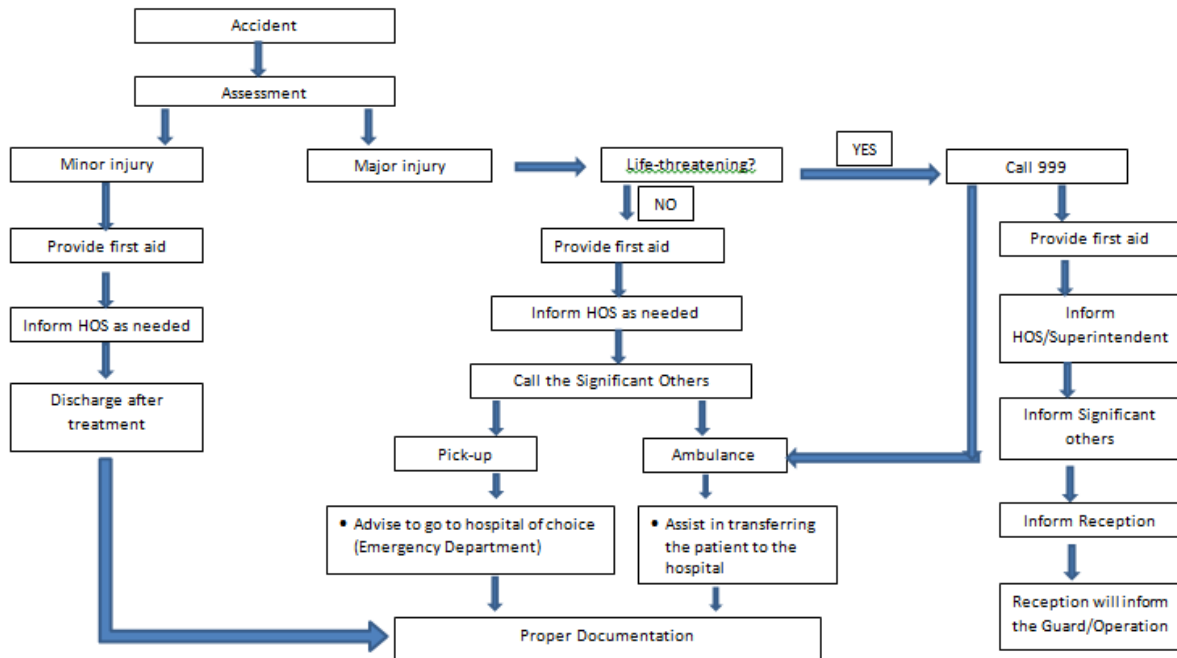 Accident
Assessment
Minor injury
Major injury
Life-threatening?
YES
Call 999
NO
Provide first aid
Provide first aid
Provide first aid
Inform HOS as needed
Inform HOS as needed
Inform
HOS/Superintendent
Call the Significant Others
Discharge after
treatment
Inform Significant
others
Pick-up
Ambulance
• Advise to go to hospital of choice
(Emergency Department)
• Assist in transferring
the patient to the
hospital
Inform Reception
Reception will inform
the Guard/Operation
Proper Documentation